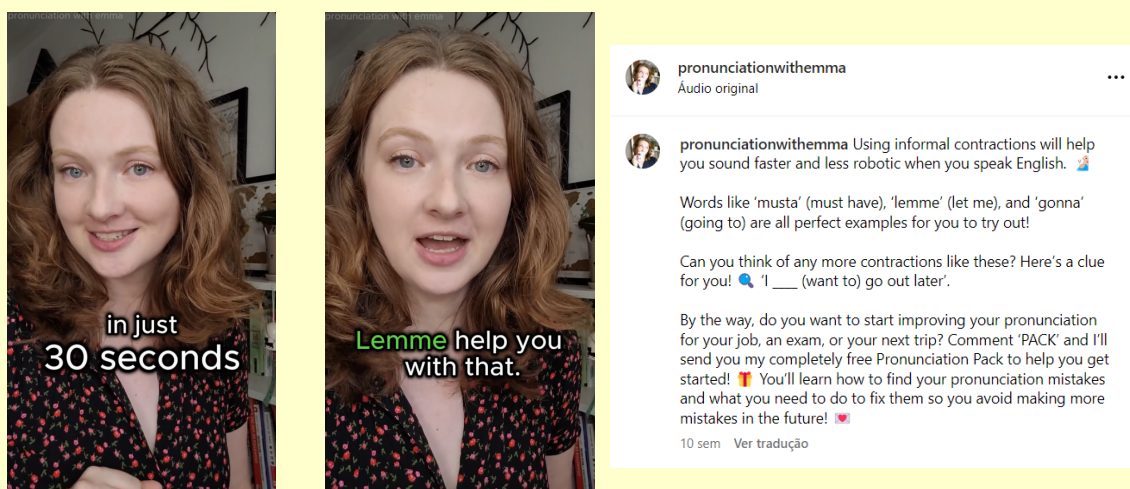 pronunciation with emma
in just
30 seconds
pronunciation with emma
Lemme help you
with that.
pronunciationwithemma
Áudio original
pronunciationwithemma Using informal contractions will help
you sound faster and less robotic when you speak English. 💁🏻‍♀️
Words like ‘musta’ (must have), ‘lemme’ (let me), and ‘gonna’
(going to) are all perfect examples for you to try out!
Can you think of any more contractions like these? Here’s a clue
for you! 🔍 ‘I ___ (want to) go out later’.
By the way, do you want to start improving your pronunciation
for your job, an exam, or your next trip? Comment ‘PACK’ and I’ll
send you my completely free Pronunciation Pack to help you get
started! 🎁 You’ll learn how to find your pronunciation mistakes
and what you need to do to fix them so you avoid making more
mistakes in the future! 💌
10 sem Ver tradução